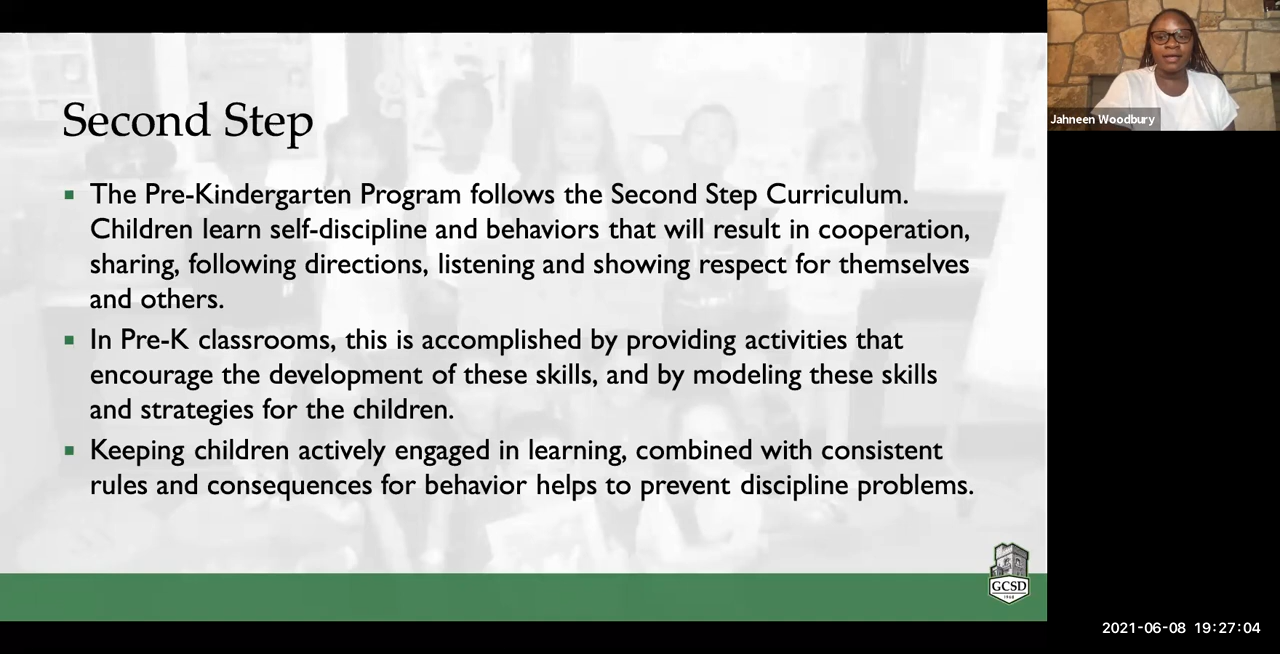 Second Step
The Pre-Kindergarten Program follows the Second Step Curriculum.
Children learn self-discipline and behaviors that will result in cooperation,
sharing, following directions, listening and showing respect for themselves
and others.
In Pre-K classrooms, this is accomplished by providing activities that
encourage the development of these skills, and by modeling these skills
and strategies for the children.
Keeping children actively engaged in learning, combined with consistent
rules and consequences for behavior helps to prevent discipline problems.
GCSD
Jahneen Woodbury
2021-06-08 19:27:04